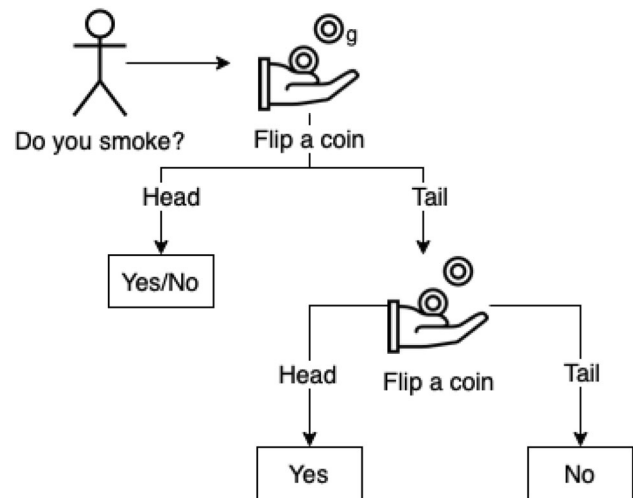 g
Do you smoke?
Flip a coin
Head
Tail
Yes/No
Head
Flip a coin
Tail
Yes
No